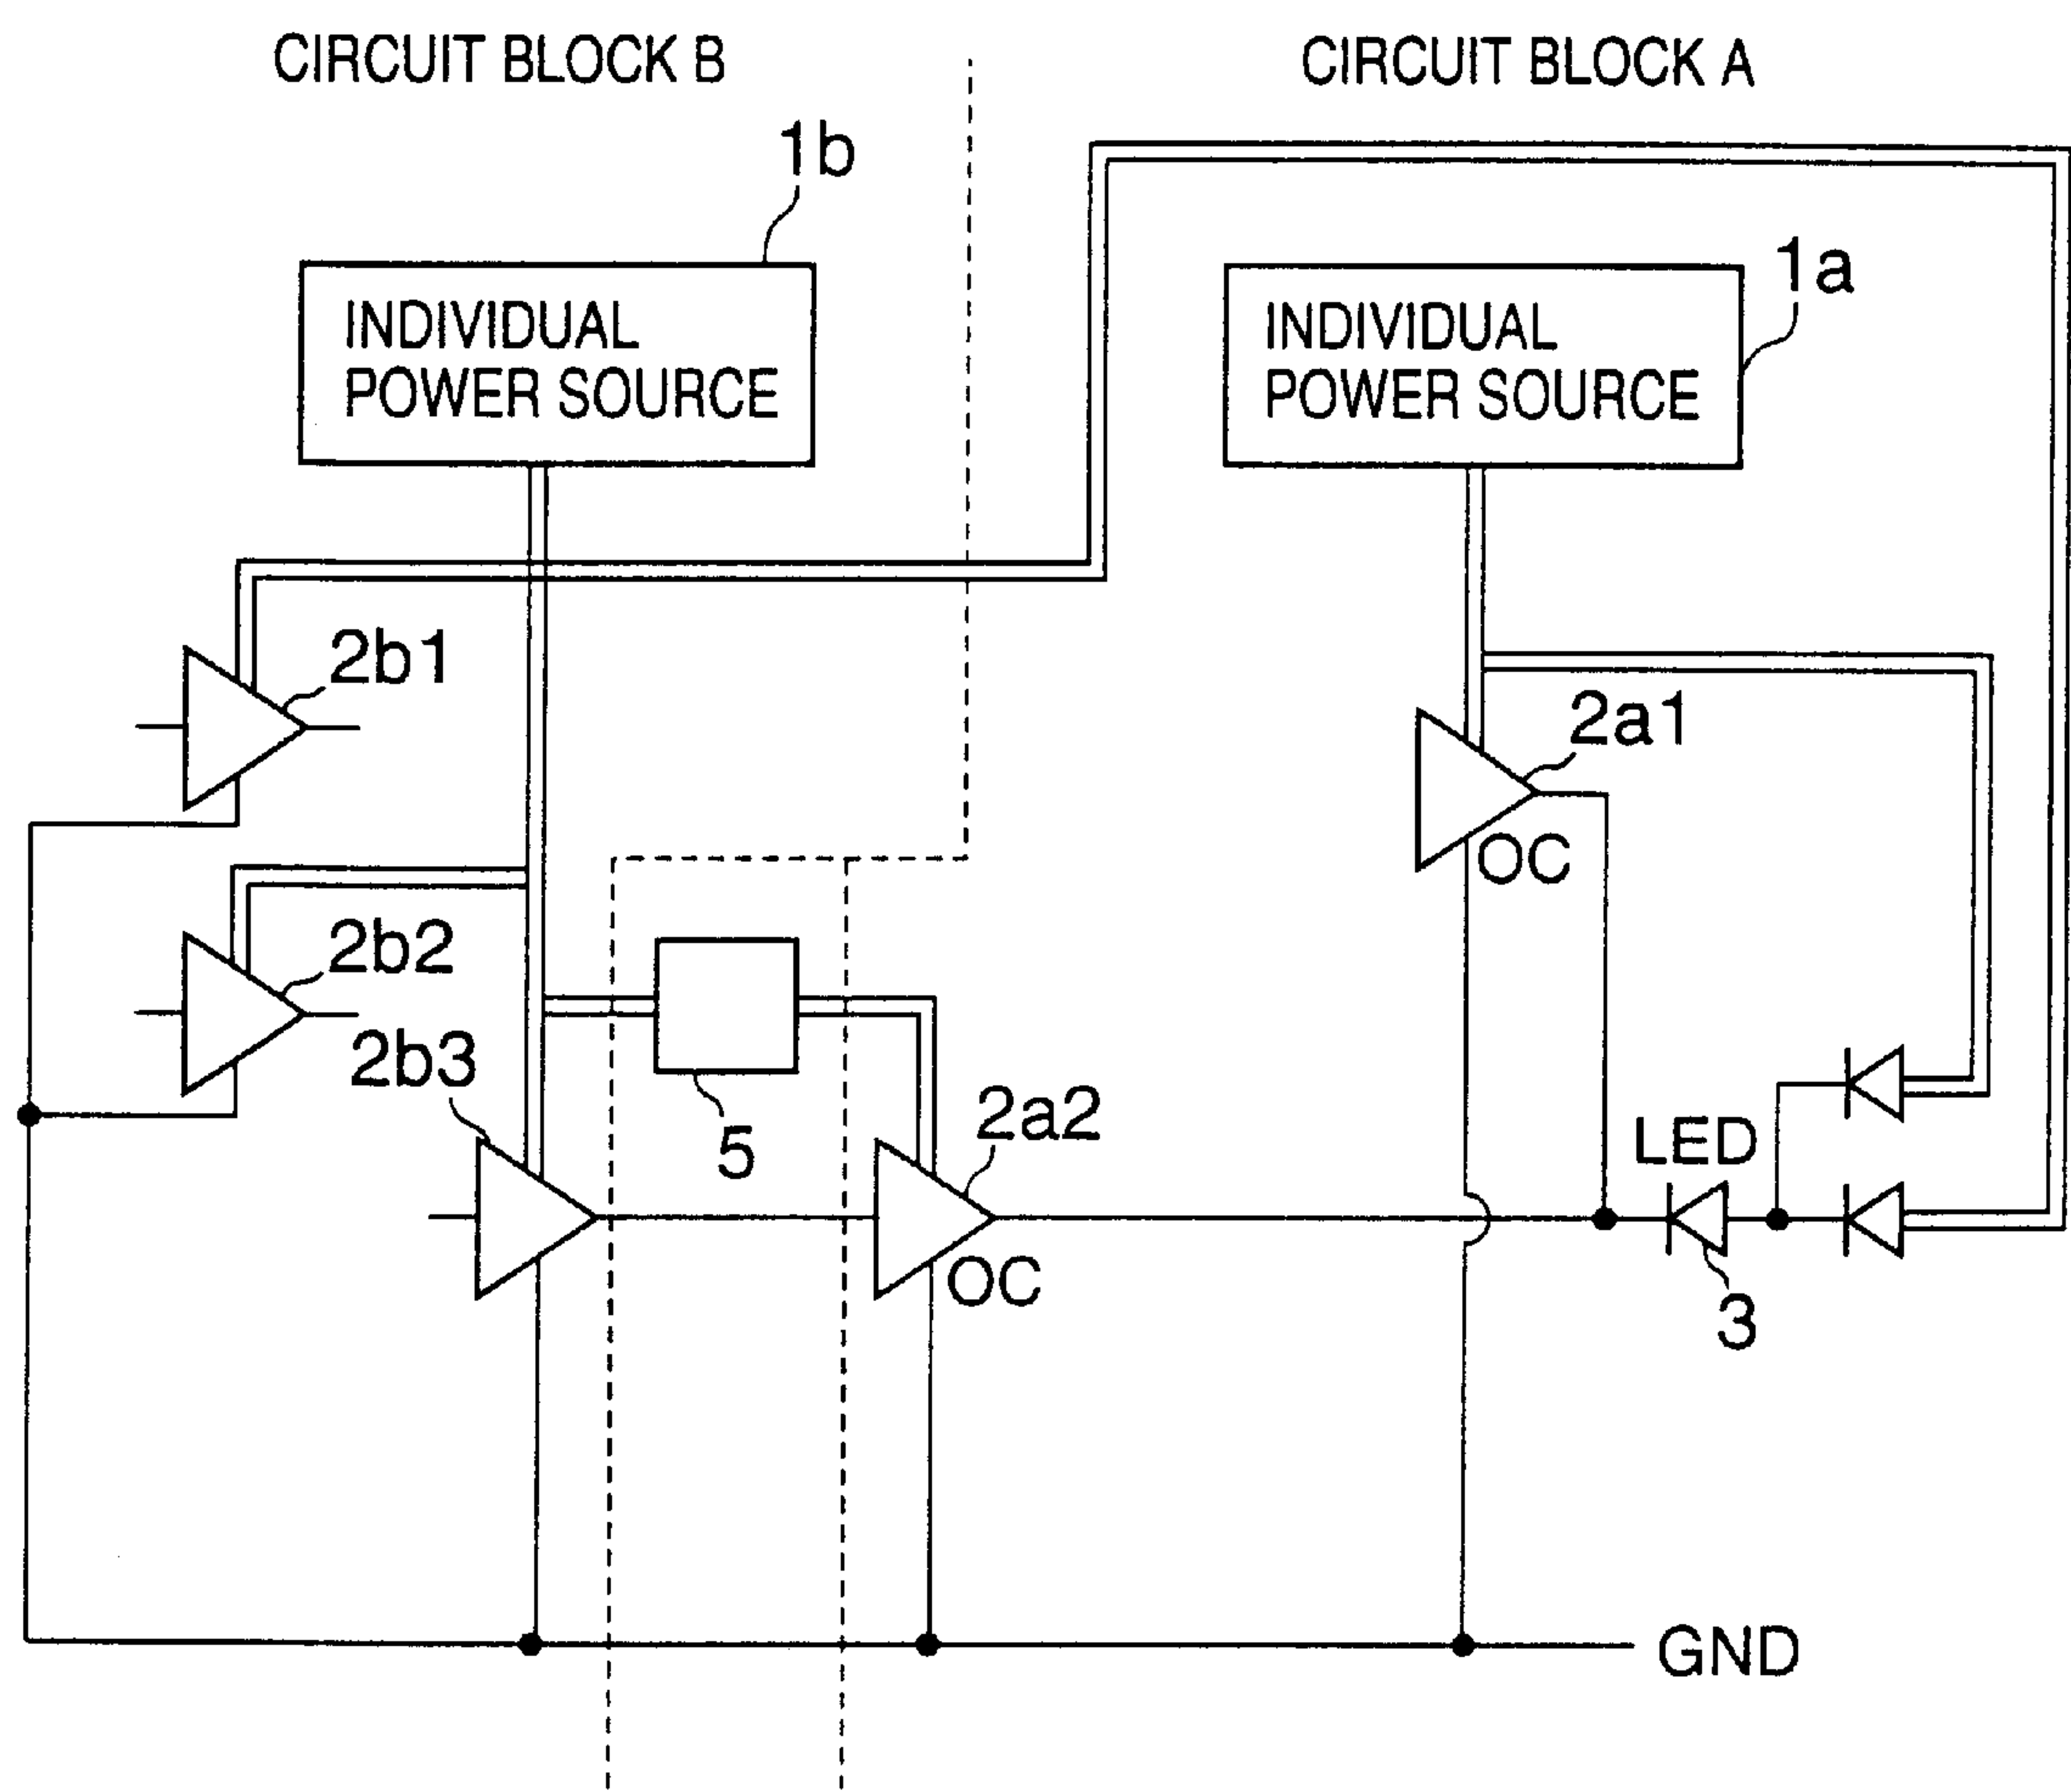 CIRCUIT BLOCK B
CIRCUIT BLOCK A
1b
1a
INDIVIDUAL
POWER SOURCE
INDIVIDUAL
POWER SOURCE
2b1
2a1
OC
2b2
2b3
5
2a2
LED
OC
3
GND